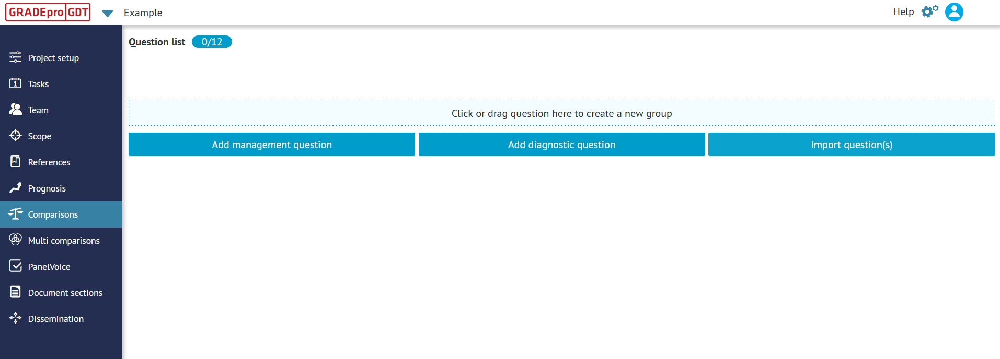 GRADEpro GDT
Example
Help
Question list 0/12
Project setup
1 Tasks
Team
Scope
References
Prognosis
Comparisons
Multi comparisons
PanelVoice
Document sections
Dissemination
Click or drag question here to create a new group
Add management question
Add diagnostic question
Import question(s)